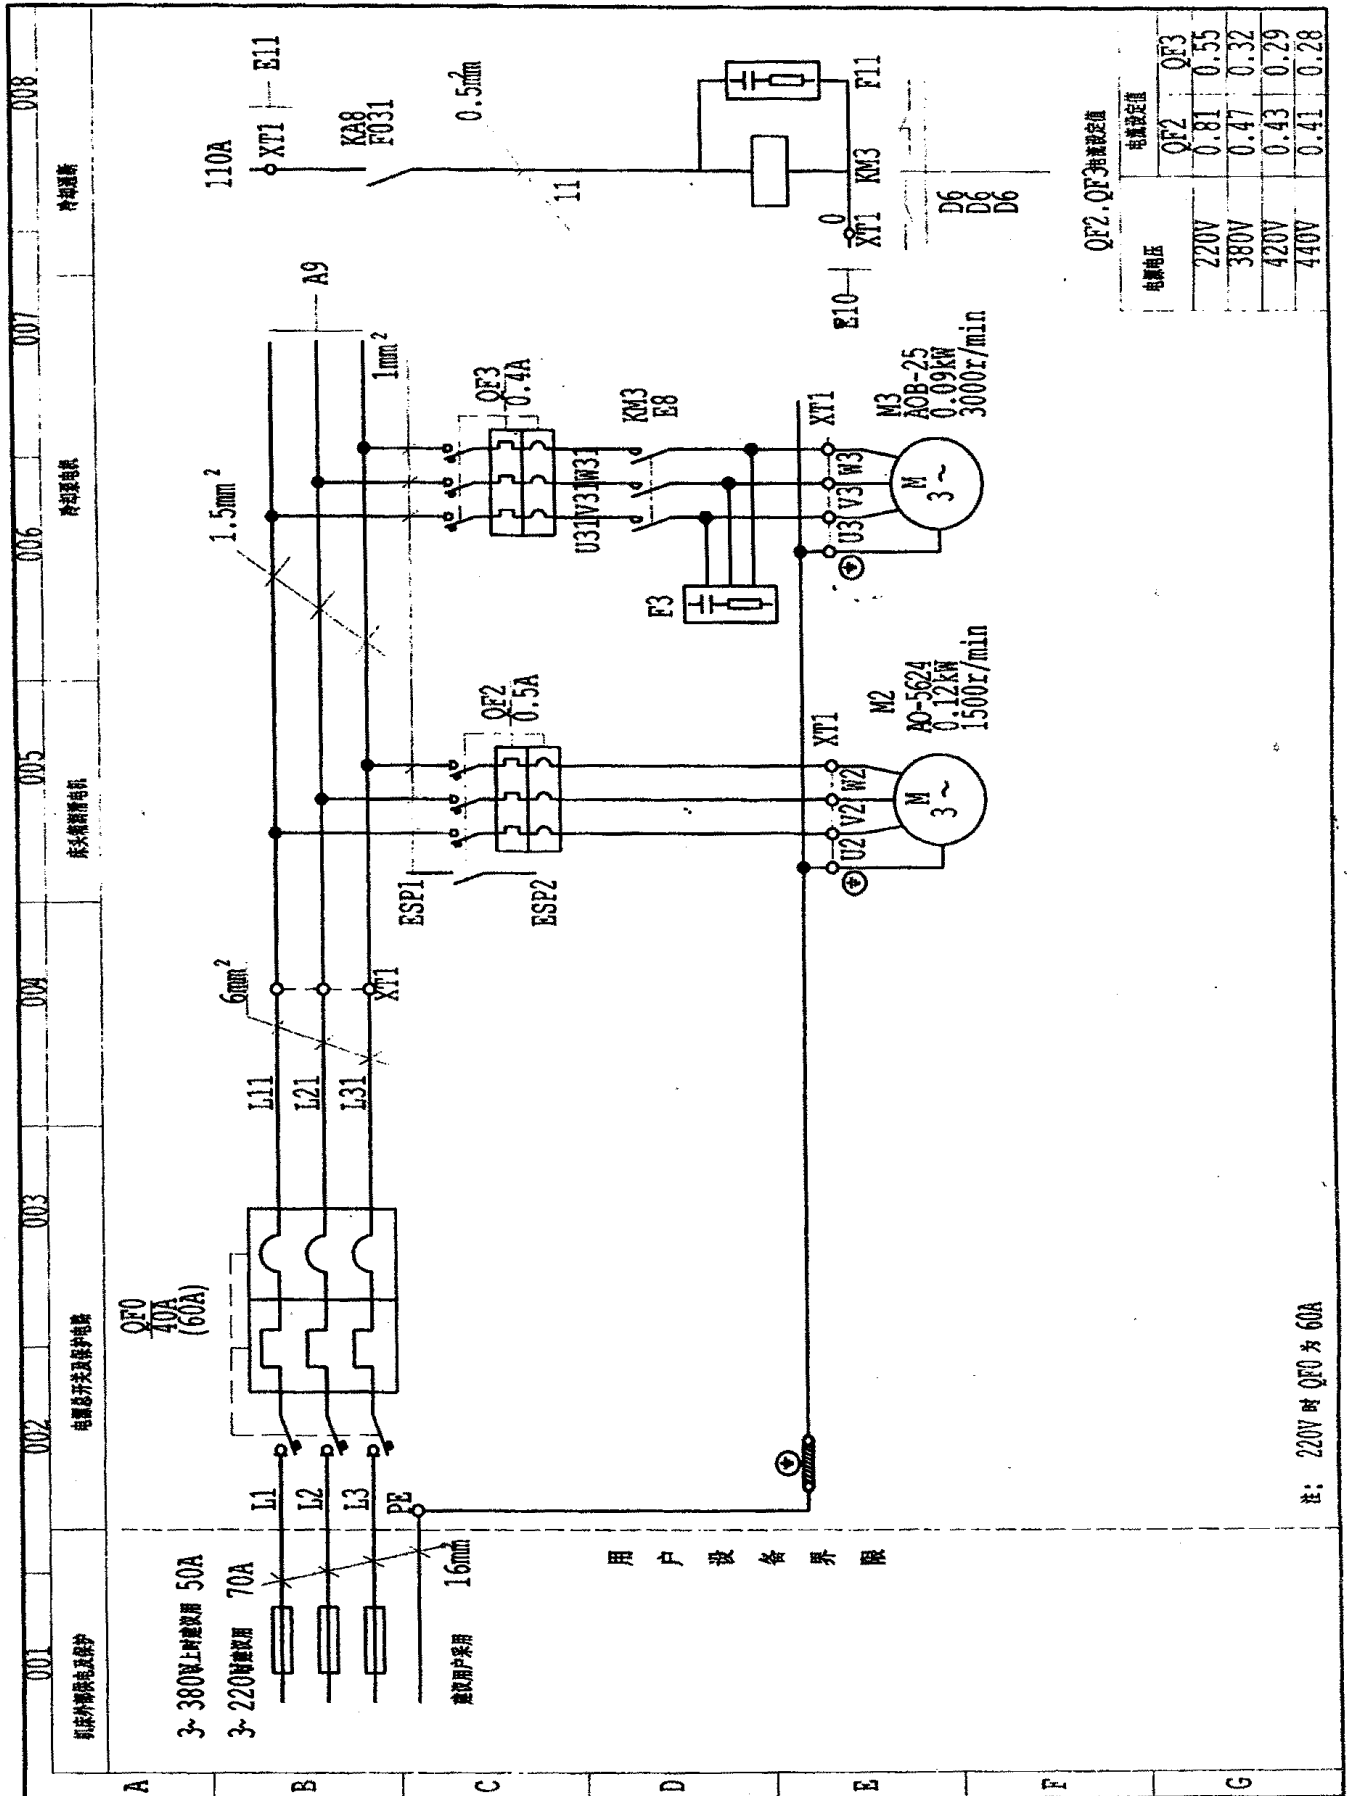 001 002 003 004 005 006 007 008
机床外部供电及保护
电源总开关及保护电路
床头箱润滑电机
冷却泵电机
冷却通断
A
B
C
D
E
F
G
3~ 380V以上时建议用 50A
3~ 220V时建议用 70A
建议用户采用
16mm²
用户设备界限
L1
L2
L3
PE
QF0
40A
(60A)
L11
L21
L31
6mm²
XT1
ESP1
ESP2
QF2
0.5A
XT1
U2 V2 W2
M
3~
M2
AO-5624
0.12kW
1500r/min
1.5mm²
1mm²
A9
QF3
0.4A
U31 V31 W31
KM3
E8
F3
XT1
U3 V3 W3
M
3~
M3
AOB-25
0.09kW
3000r/min
110A
XT1
E11
KA8
F031
0.5mm²
11
F11
KM3
0
XT1
E10
D6
D6
D6
QF2.QF3电流设定值
电源电压 电流设定值
QF2 QF3
220V 0.81 0.55
380V 0.47 0.32
420V 0.43 0.29
440V 0.41 0.28
注: 220V 时 QF0 为 60A